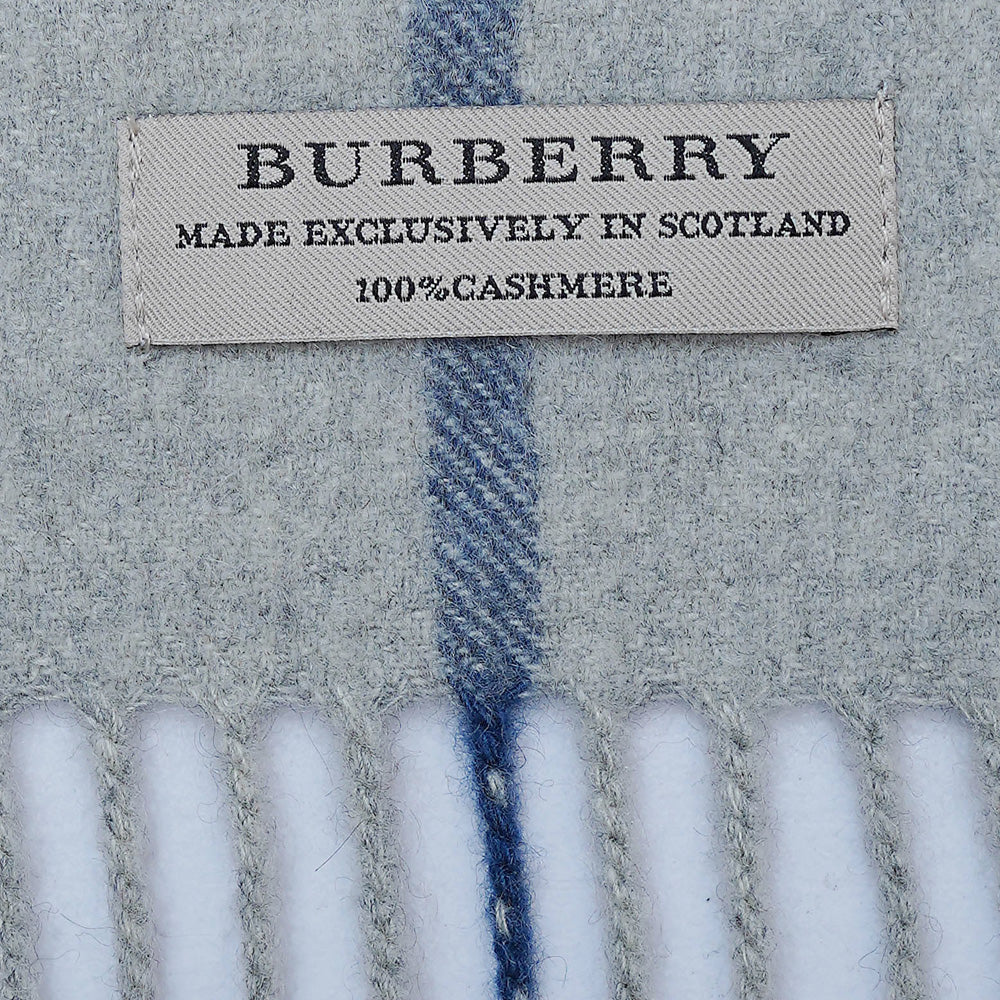 BURBERRY
MADE EXCLUSIVELY IN SCOTLAND
100%CASHMERE